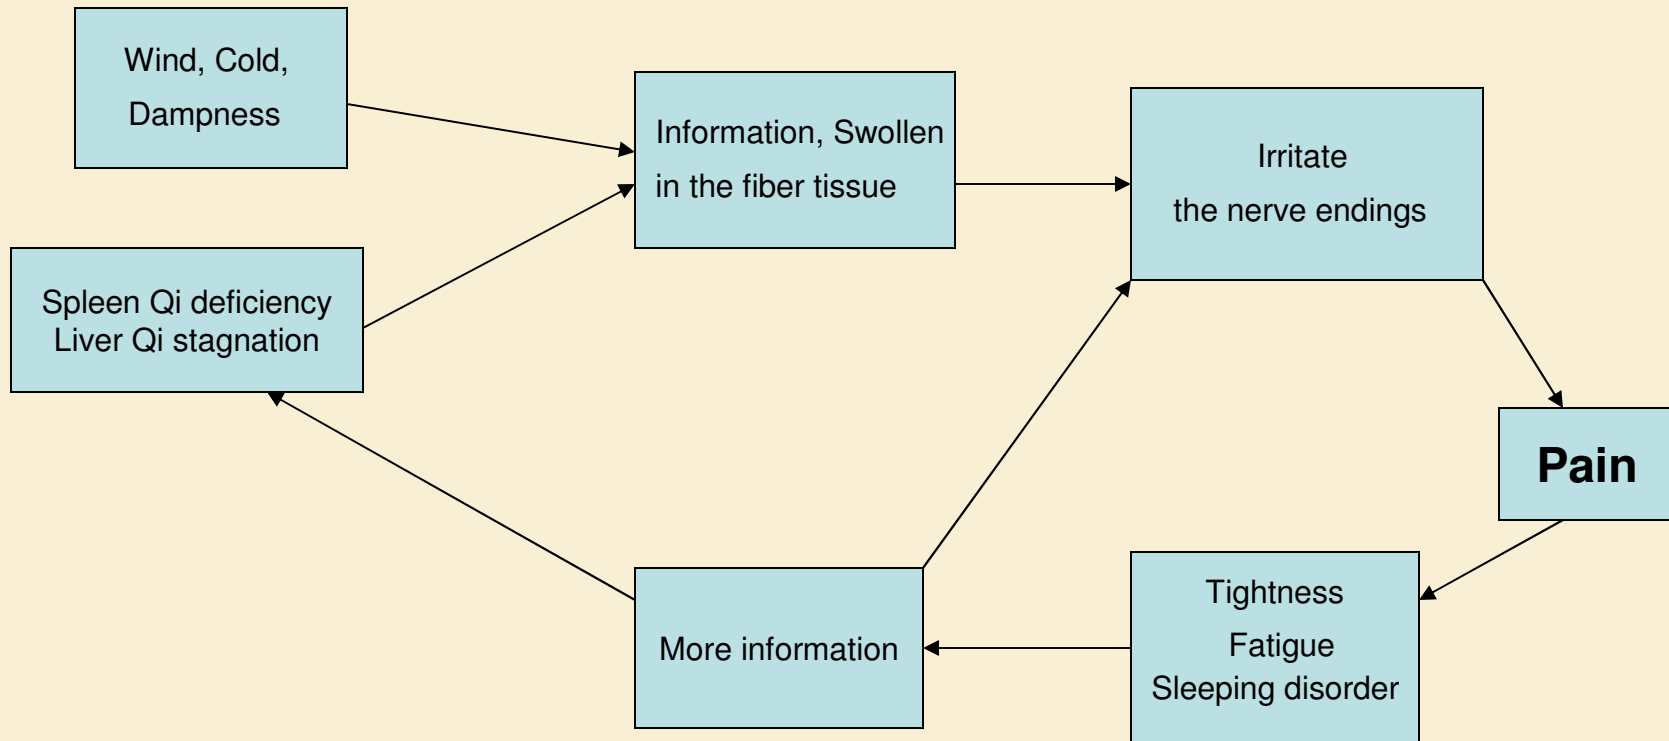 Wind, Cold,
Dampness
Information, Swollen
in the fiber tissue
Irritate
the nerve endings
Spleen Qi deficiency
Liver Qi stagnation
Pain
Tightness
Fatigue
Sleeping disorder
More information